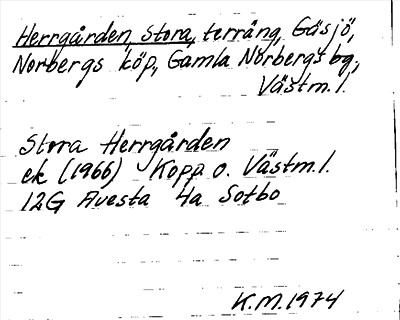 Herrgården, Stora, terräng, Gäsjö,
Norbergs köp., Gamla Norbergs bg.,
Västm.l.
Stora Herrgården
ek (1966) Kopp o. Västm.l.
12G Avesta 4a Sotbo
K.M.1974